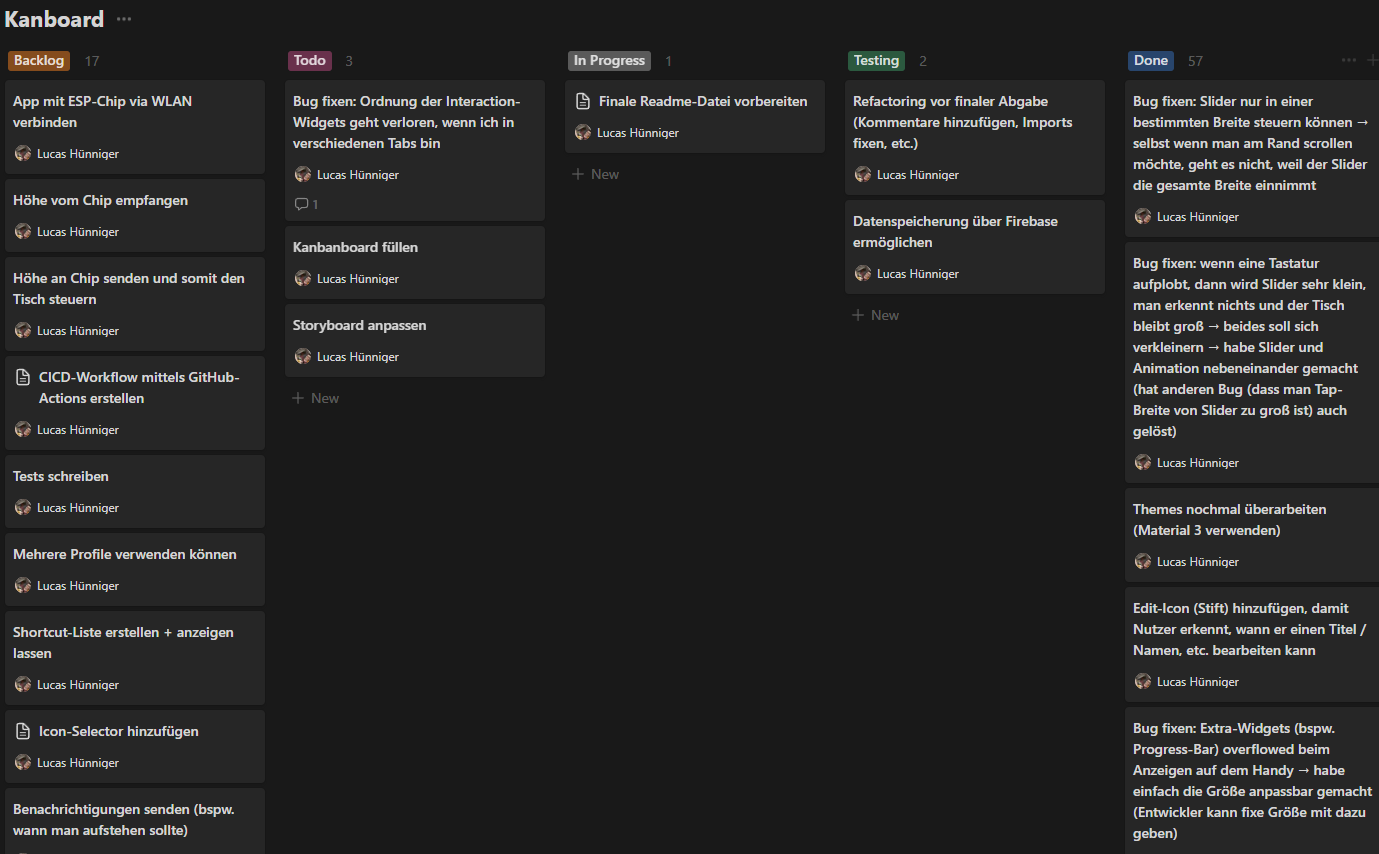 Kanboard
Backlog 17
App mit ESP-Chip via WLAN
verbinden
Lucas Hünniger
Höhe vom Chip empfangen
Lucas Hünniger
Höhe an Chip senden und somit den
Tisch steuern
Lucas Hünniger
CICD-Workflow mittels GitHub-
Actions erstellen
Lucas Hünniger
Tests schreiben
Lucas Hünniger
Mehrere Profile verwenden können
Lucas Hünniger
Shortcut-Liste erstellen + anzeigen
lassen
Lucas Hünniger
Icon-Selector hinzufügen
Lucas Hünniger
Benachrichtigungen senden (bspw.
wann man aufstehen sollte)
Todo 3
Bug fixen: Ordnung der Interaction-
Widgets geht verloren, wenn ich in
verschiedenen Tabs bin
Lucas Hünniger
1
Kanbanboard füllen
Lucas Hünniger
Storyboard anpassen
Lucas Hünniger
+ New
In Progress 1
Finale Readme-Datei vorbereiten
Lucas Hünniger
+ New
Testing 2
Refactoring vor finaler Abgabe
(Kommentare hinzufügen, Imports
fixen, etc.)
Lucas Hünniger
Datenspeicherung über Firebase
ermöglichen
Lucas Hünniger
+ New
Done 57
Bug fixen: Slider nur in einer
bestimmten Breite steuern können →
selbst wenn man am Rand scrollen
möchte, geht es nicht, weil der Slider
die gesamte Breite einnimmt
Lucas Hünniger
Bug fixen: wenn eine Tastatur
aufplobt, dann wird Slider sehr klein,
man erkennt nichts und der Tisch
bleibt groß → beides soll sich
verkleinern → habe Slider und
Animation nebeneinander gemacht
(hat anderen Bug (dass man Tap-
Breite von Slider zu groß ist) auch
gelöst)
Lucas Hünniger
Themes nochmal überarbeiten
(Material 3 verwenden)
Lucas Hünniger
Edit-Icon (Stift) hinzufügen, damit
Nutzer erkennt, wann er einen Titel /
Namen, etc. bearbeiten kann
Lucas Hünniger
Bug fixen: Extra-Widgets (bspw.
Progress-Bar) overflowed beim
Anzeigen auf dem Handy → habe
einfach die Größe anpassbar gemacht
(Entwickler kann fixe Größe mit dazu
geben)